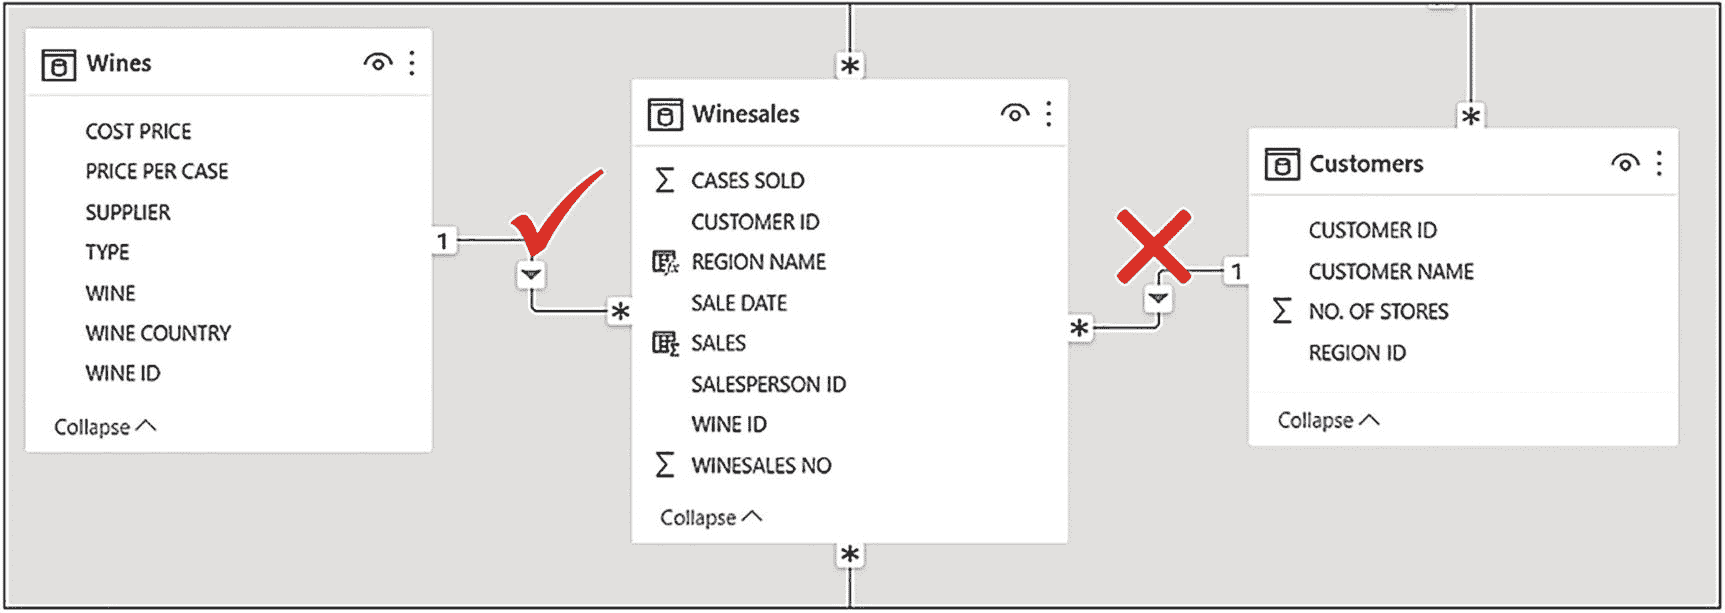 Wines
COST PRICE
PRICE PER CASE
SUPPLIER
TYPE
WINE
WINE COUNTRY
WINE ID
Collapse
1
*
*
Winesales
CASES SOLD
CUSTOMER ID
REGION NAME
SALE DATE
SALES
SALESPERSON ID
WINE ID
WINESALES NO
Collapse
*
*
1
*
Customers
CUSTOMER ID
CUSTOMER NAME
NO. OF STORES
REGION ID
Collapse